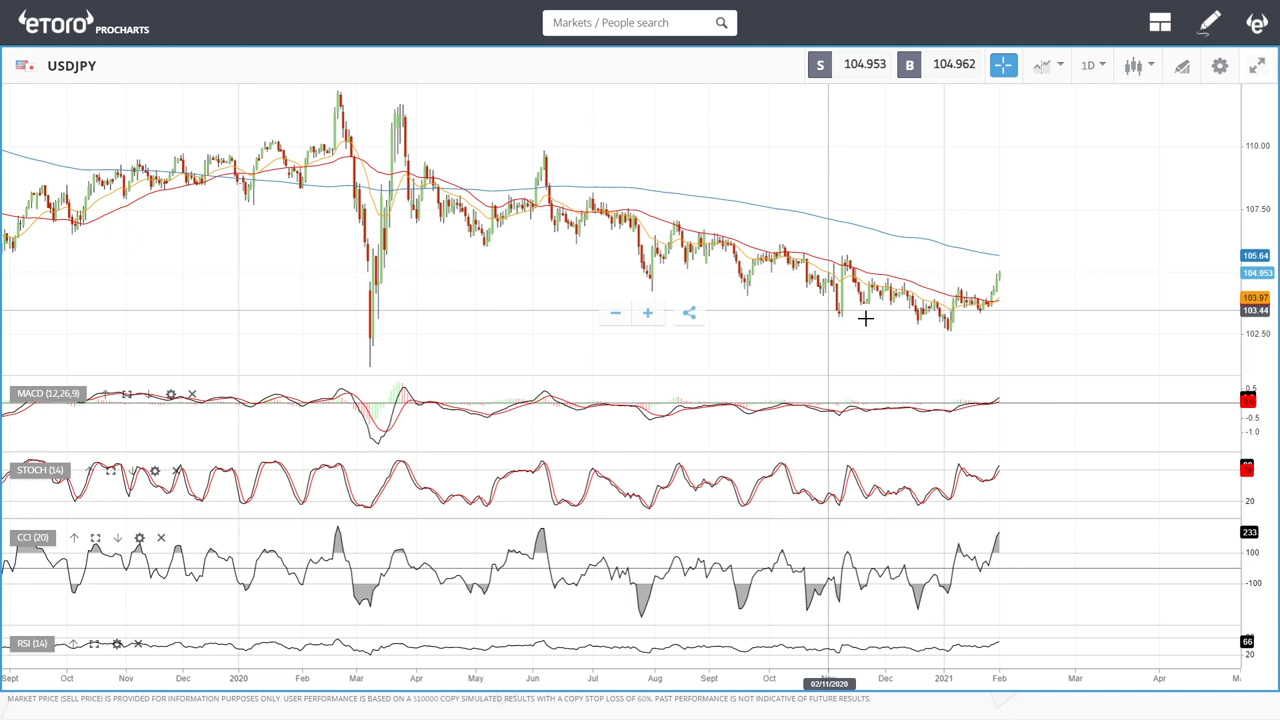 eToro PROCHARTS
Markets / People search
USDJPY
S 104.953 B 104.962
1D
110.00
107.50
105.64
104.953
103.97
103.44
102.50
MACD (12,26,9)
0.5
-0.5
-1.0
STOCH (14)
20
CCI (20)
233
100
-100
RSI (14)
66
20
Sept Oct Nov Dec 2020 Feb Mar Apr May Jun Jul Aug Sept Oct Nov Dec 2021 Feb Mar Apr
02/11/2020
MARKET PRICE (SELL PRICE) IS PROVIDED FOR INFORMATION PURPOSES ONLY. USER PERFORMANCE IS BASED ON A $10000 COPY SIMULATED RESULTS WITH A COPY STOP LOSS OF 60%. PAST PERFORMANCE IS NOT INDICATIVE OF FUTURE RESULTS.